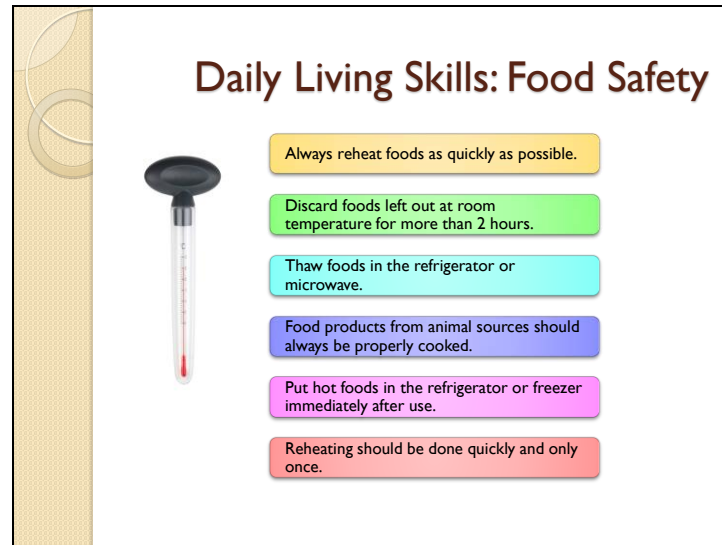 Daily Living Skills: Food Safety
Always reheat foods as quickly as possible.
Discard foods left out at room
temperature for more than 2 hours.
Thaw foods in the refrigerator or
microwave.
Food products from animal sources should
always be properly cooked.
Put hot foods in the refrigerator or freezer
immediately after use.
Reheating should be done quickly and only
once.